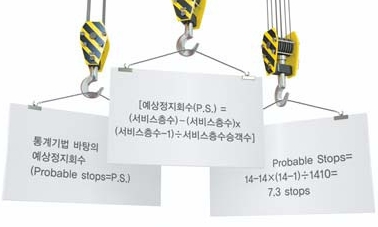 통계기법 바탕의
예상정지회수
(Probable stops=P.S.)
[예상정지회수(P.S.) =
(서비스층수)-(서비스층수)x
(서비스층수-1)÷서비스층수승객수]
Probable Stops=
14-14×(14-1)÷1410=
7.3 stops